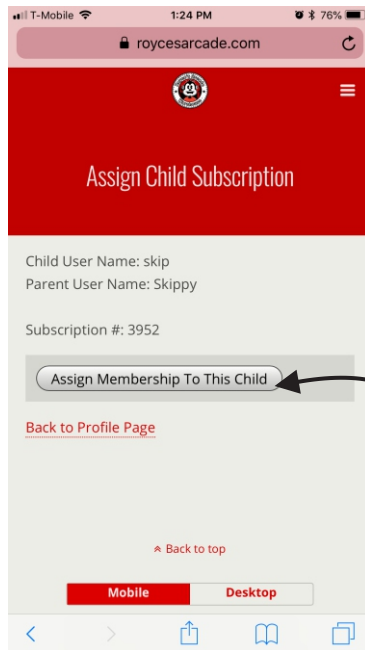 T-Mobile 1:24 PM 76%
roycesarcade.com
Assign Child Subscription
Child User Name: skip
Parent User Name: Skippy
Subscription #: 3952
Assign Membership To This Child
Back to Profile Page
Back to top
Mobile Desktop